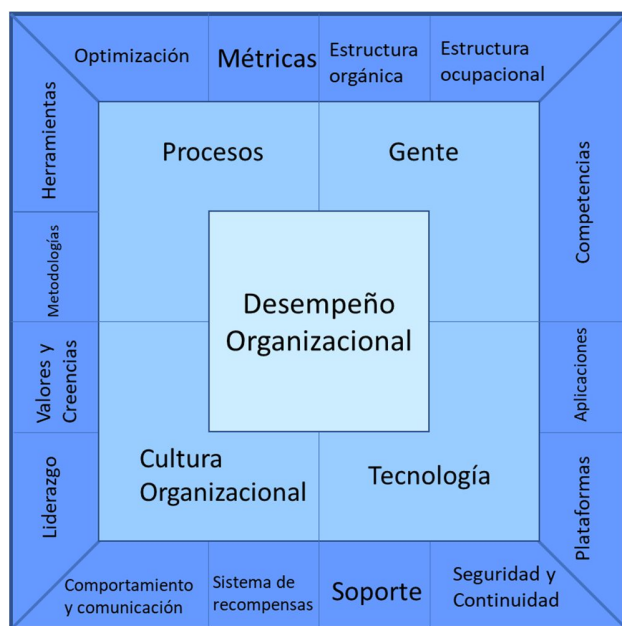 Optimización
Métricas
Estructura
orgánica
Estructura
ocupacional
Herramientas
Metodologías
Valores y
Creencias
Liderazgo
Procesos
Gente
Desempeño
Organizacional
Cultura
Organizacional
Tecnología
Competencias
Aplicaciones
Plataformas
Comportamiento
y comunicación
Sistema de
recompensas
Soporte
Seguridad y
Continuidad